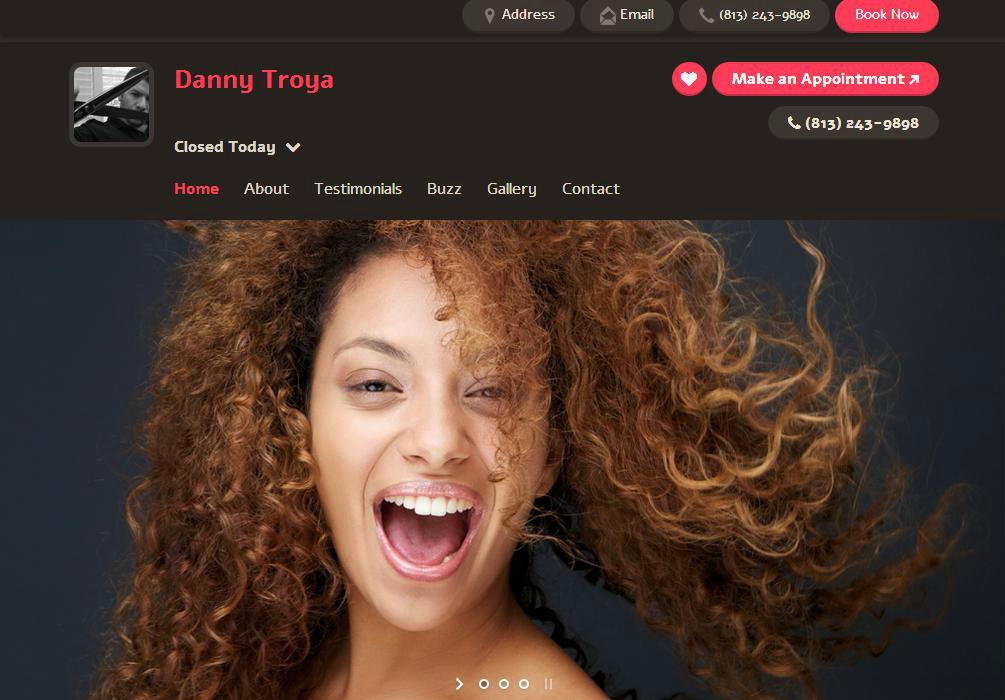 Address Email (813) 243-9898 Book Now
Danny Troya
Make an Appointment
(813) 243-9898
Closed Today
Home About Testimonials Buzz Gallery Contact